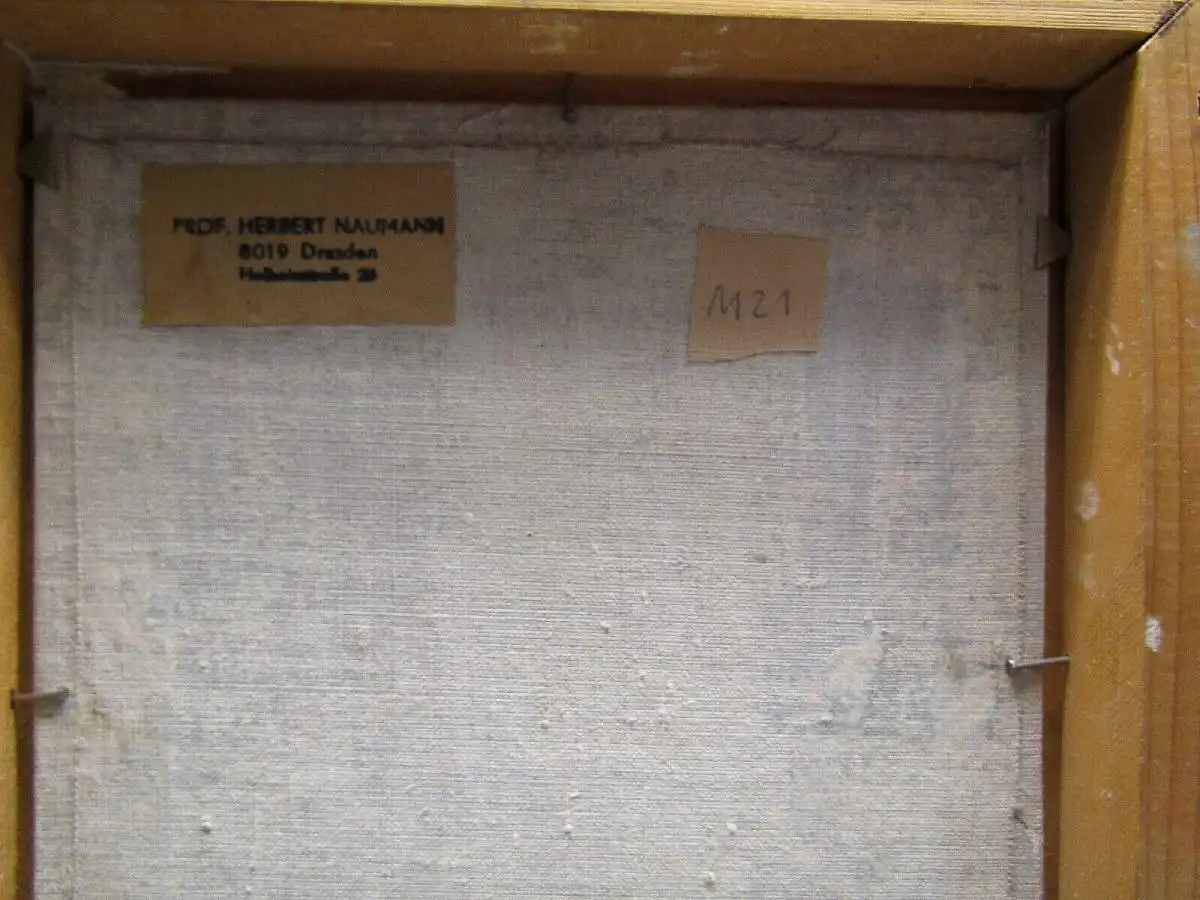 PROF. HERBERT NAUMANN
8019 Dresden
M21